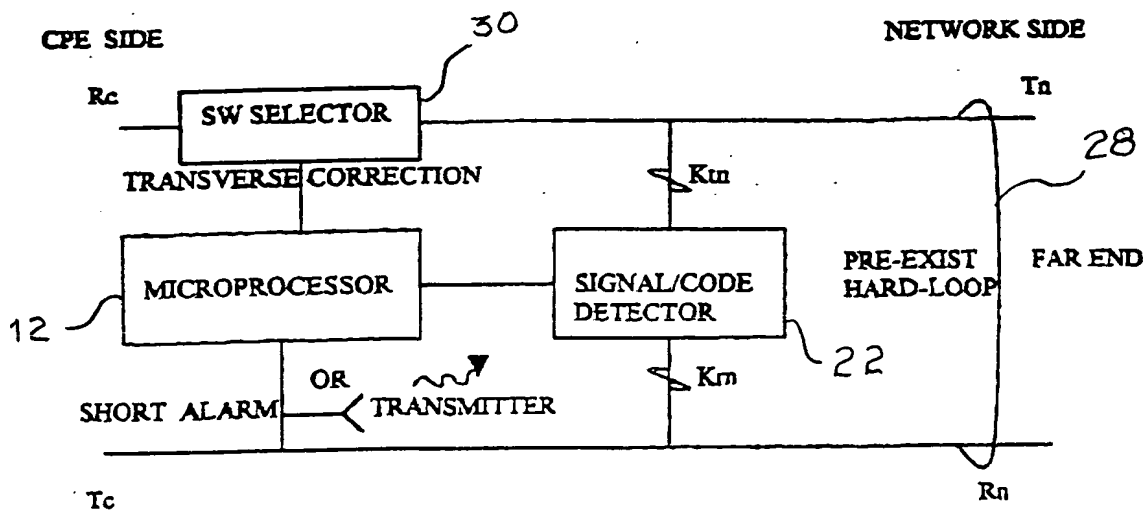 CPE SIDE
30
NETWORK SIDE
Rc
SW SELECTOR
Tn
28
TRANSVERSE CORRECTION
Ktn
MICROPROCESSOR
SIGNAL/CODE
DETECTOR
PRE-EXIST
HARD-LOOP
FAR END
12
22
OR
Krn
SHORT ALARM
TRANSMITTER
Tc
Rn